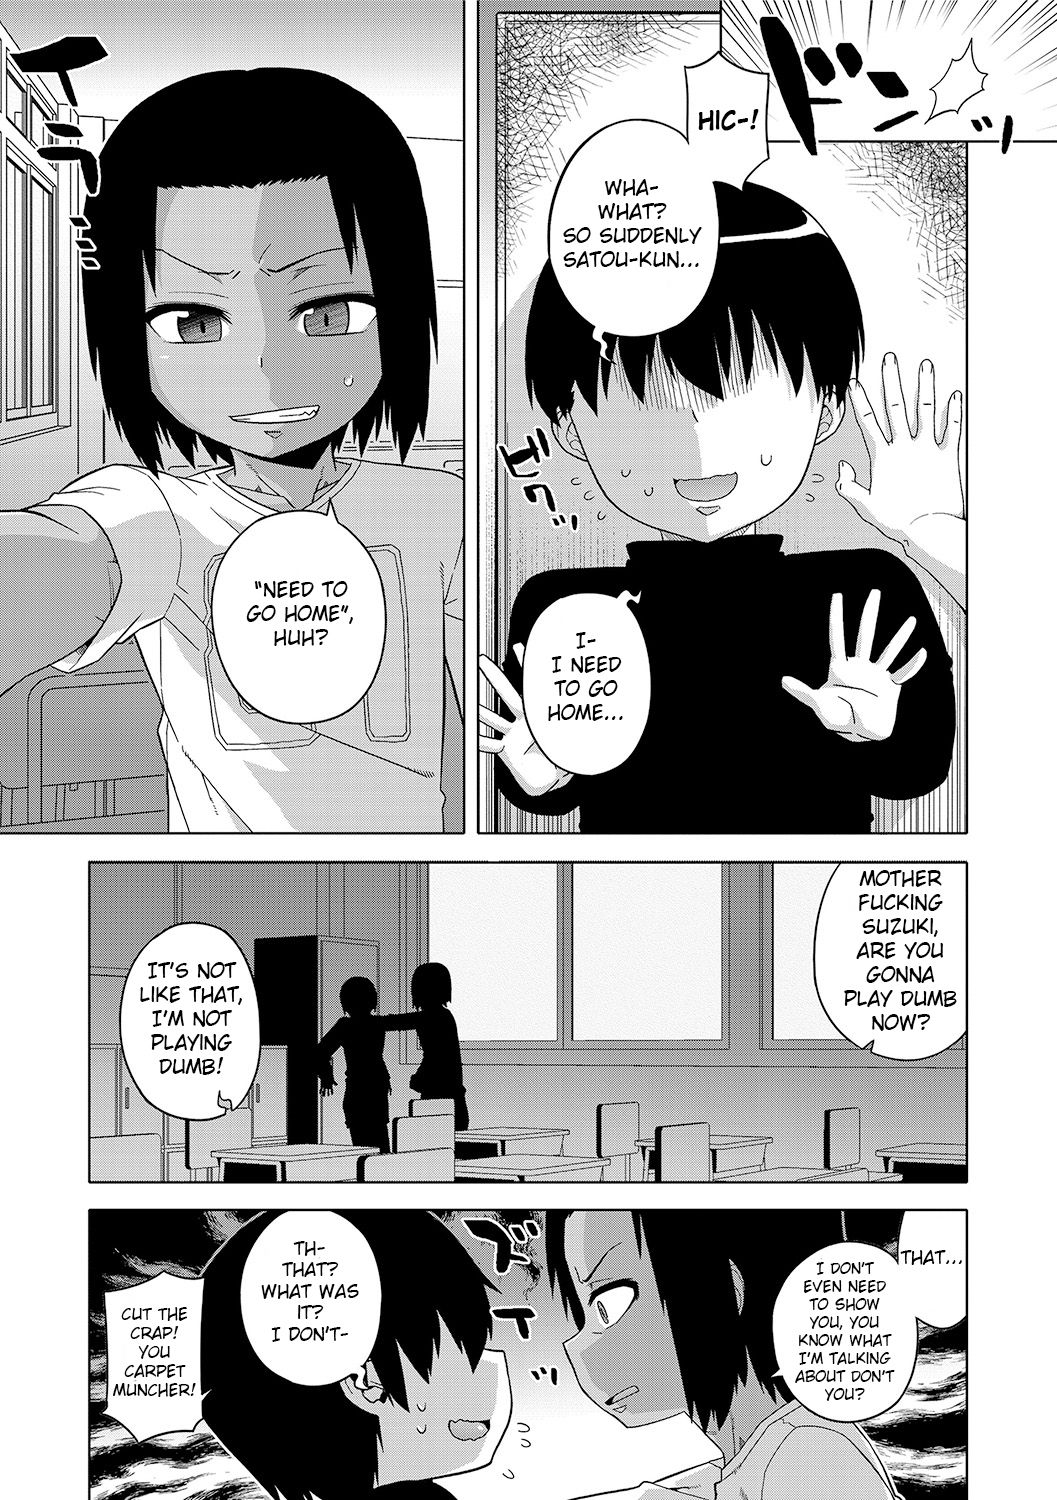 ドン
HIC-!
WHA-
WHAT?
SO SUDDENLY
SATOU-KUN...
I-
I NEED
TO GO
HOME...
"NEED TO
GO HOME",
HUH?
MOTHER
FUCKING
SUZUKI,
ARE YOU
GONNA
PLAY DUMB
NOW?
IT'S NOT
LIKE THAT,
I'M NOT
PLAYING
DUMB!
THAT...
I DON'T
EVEN NEED
TO SHOW
YOU, YOU
KNOW WHAT
I'M TALKING
ABOUT DON'T
YOU?
TH-
THAT?
WHAT WAS
IT?
I DON'T-
CUT THE
CRAP!
YOU
CARPET
MUNCHER!